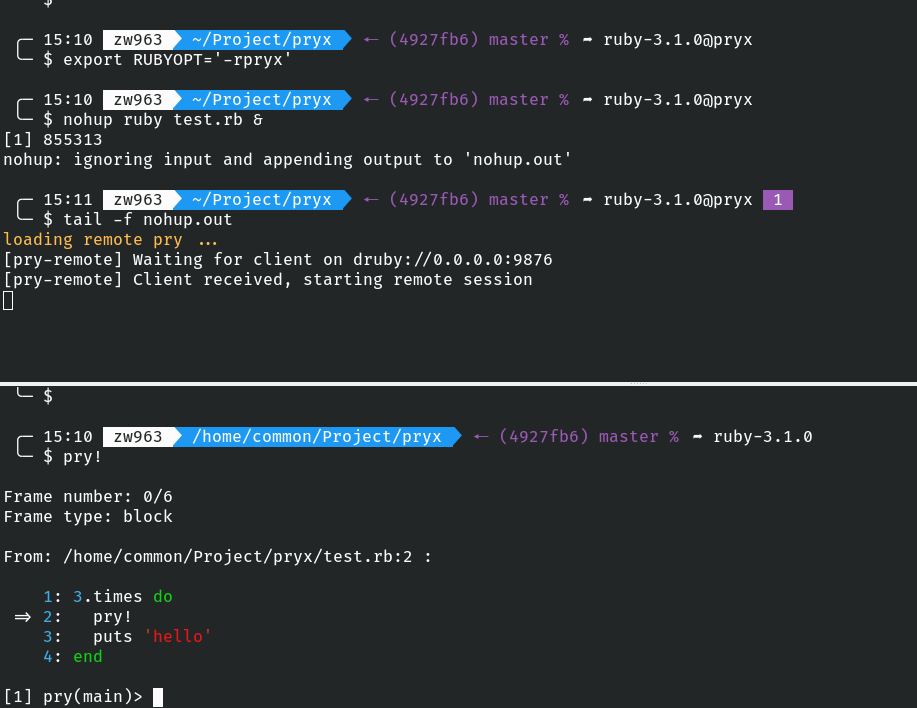 $
15:10 zw963 ~/Project/pryx ← (4927fb6) master % ➦ ruby-3.1.0@pryx
$ export RUBYOPT='-rpryx'
15:10 zw963 ~/Project/pryx ← (4927fb6) master % ➦ ruby-3.1.0@pryx
$ nohup ruby test.rb &
[1] 855313
nohup: ignoring input and appending output to 'nohup.out'
15:11 zw963 ~/Project/pryx ← (4927fb6) master % ➦ ruby-3.1.0@pryx 1
$ tail -f nohup.out
loading remote pry ...
[pry-remote] Waiting for client on druby://0.0.0.0:9876
[pry-remote] Client received, starting remote session
$
15:10 zw963 /home/common/Project/pryx ← (4927fb6) master % ➦ ruby-3.1.0
$ pry!
Frame number: 0/6
Frame type: block
From: /home/common/Project/pryx/test.rb:2 :
1: 3.times do
=> 2: pry!
3: puts 'hello'
4: end
[1] pry(main)>